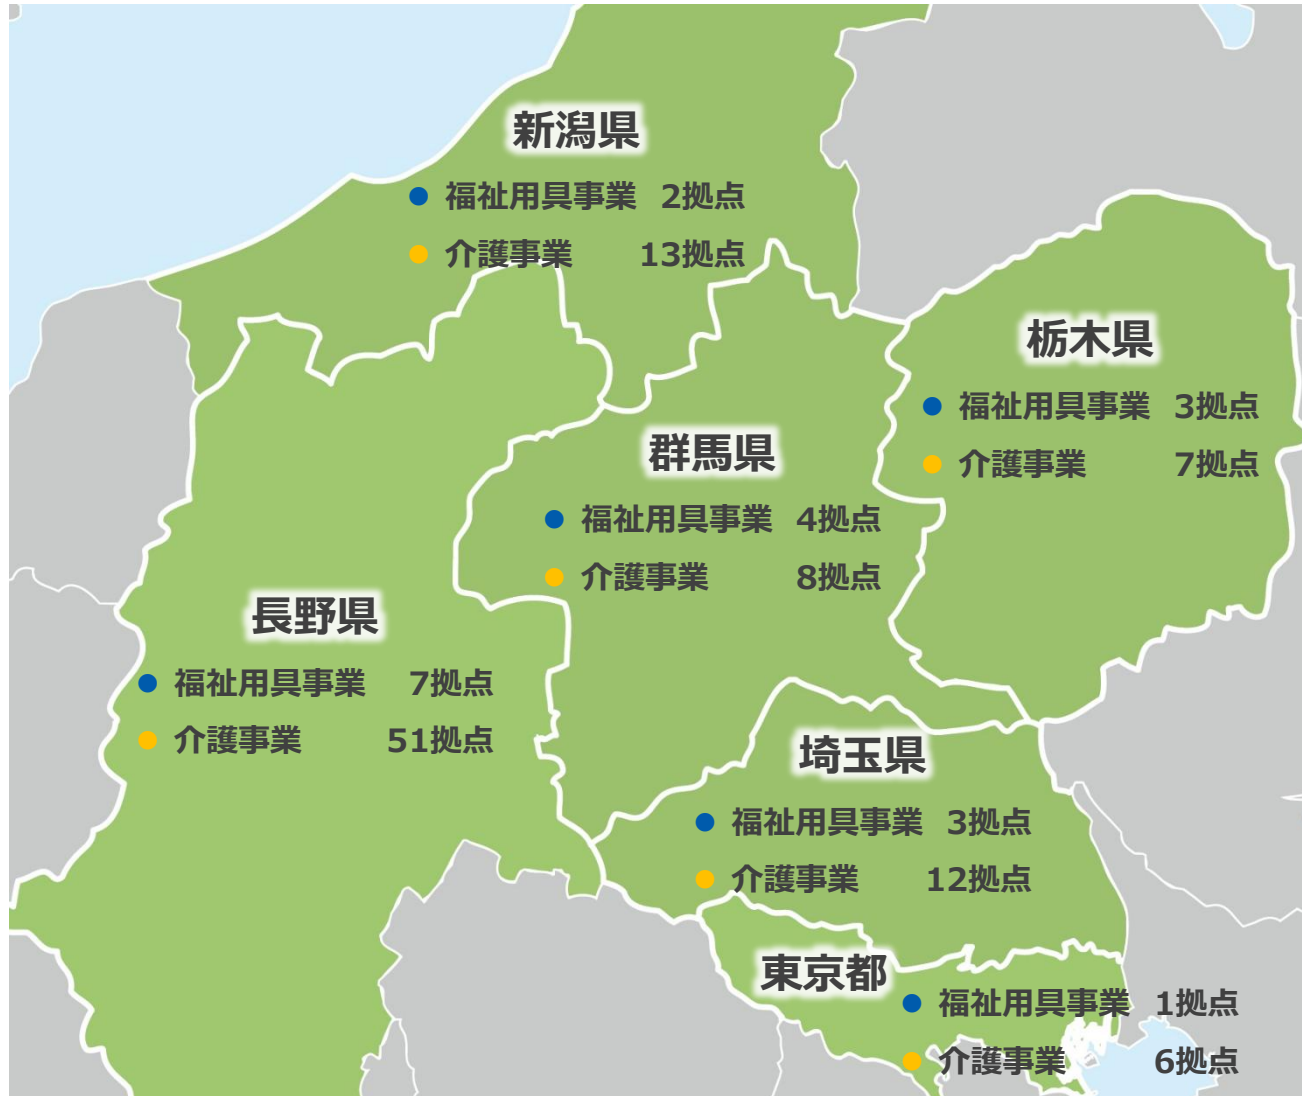 新潟県
● 福祉用具事業 2拠点
● 介護事業 13拠点
栃木県
● 福祉用具事業 3拠点
● 介護事業 7拠点
群馬県
● 福祉用具事業 4拠点
● 介護事業 8拠点
長野県
● 福祉用具事業 7拠点
● 介護事業 51拠点
埼玉県
● 福祉用具事業 3拠点
● 介護事業 12拠点
東京都
● 福祉用具事業 1拠点
● 介護事業 6拠点